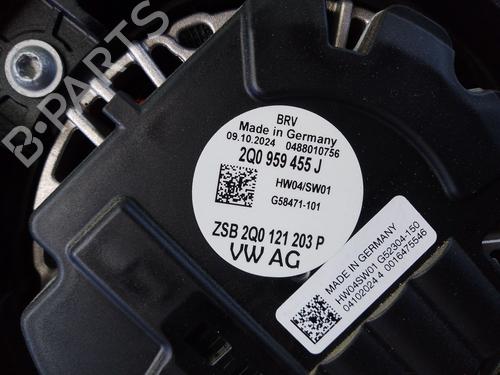 B-PARTS
BRV
Made in Germany
09.10.2024 0488010756
2Q0 959 455 J
HW04/SW01
G58471-101
ZSB 2Q0 121 203 P
VW AG
MADE IN GERMANY
HW04SW01 G52304-150
04102024 4 0016475546